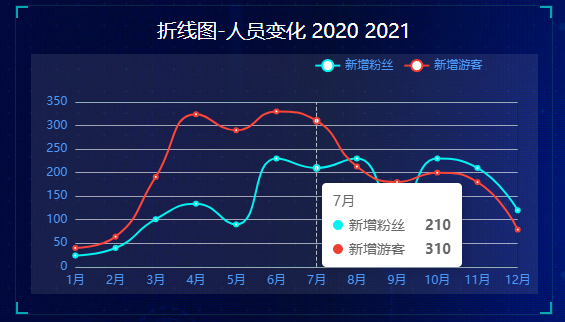 折线图-人员变化 2020 2021
新增粉丝 新增游客
350
300
250
200
150
100
50
0
7月
新增粉丝 210
新增游客 310
1月 2月 3月 4月 5月 6月 7月 8月 9月 10月 11月 12月